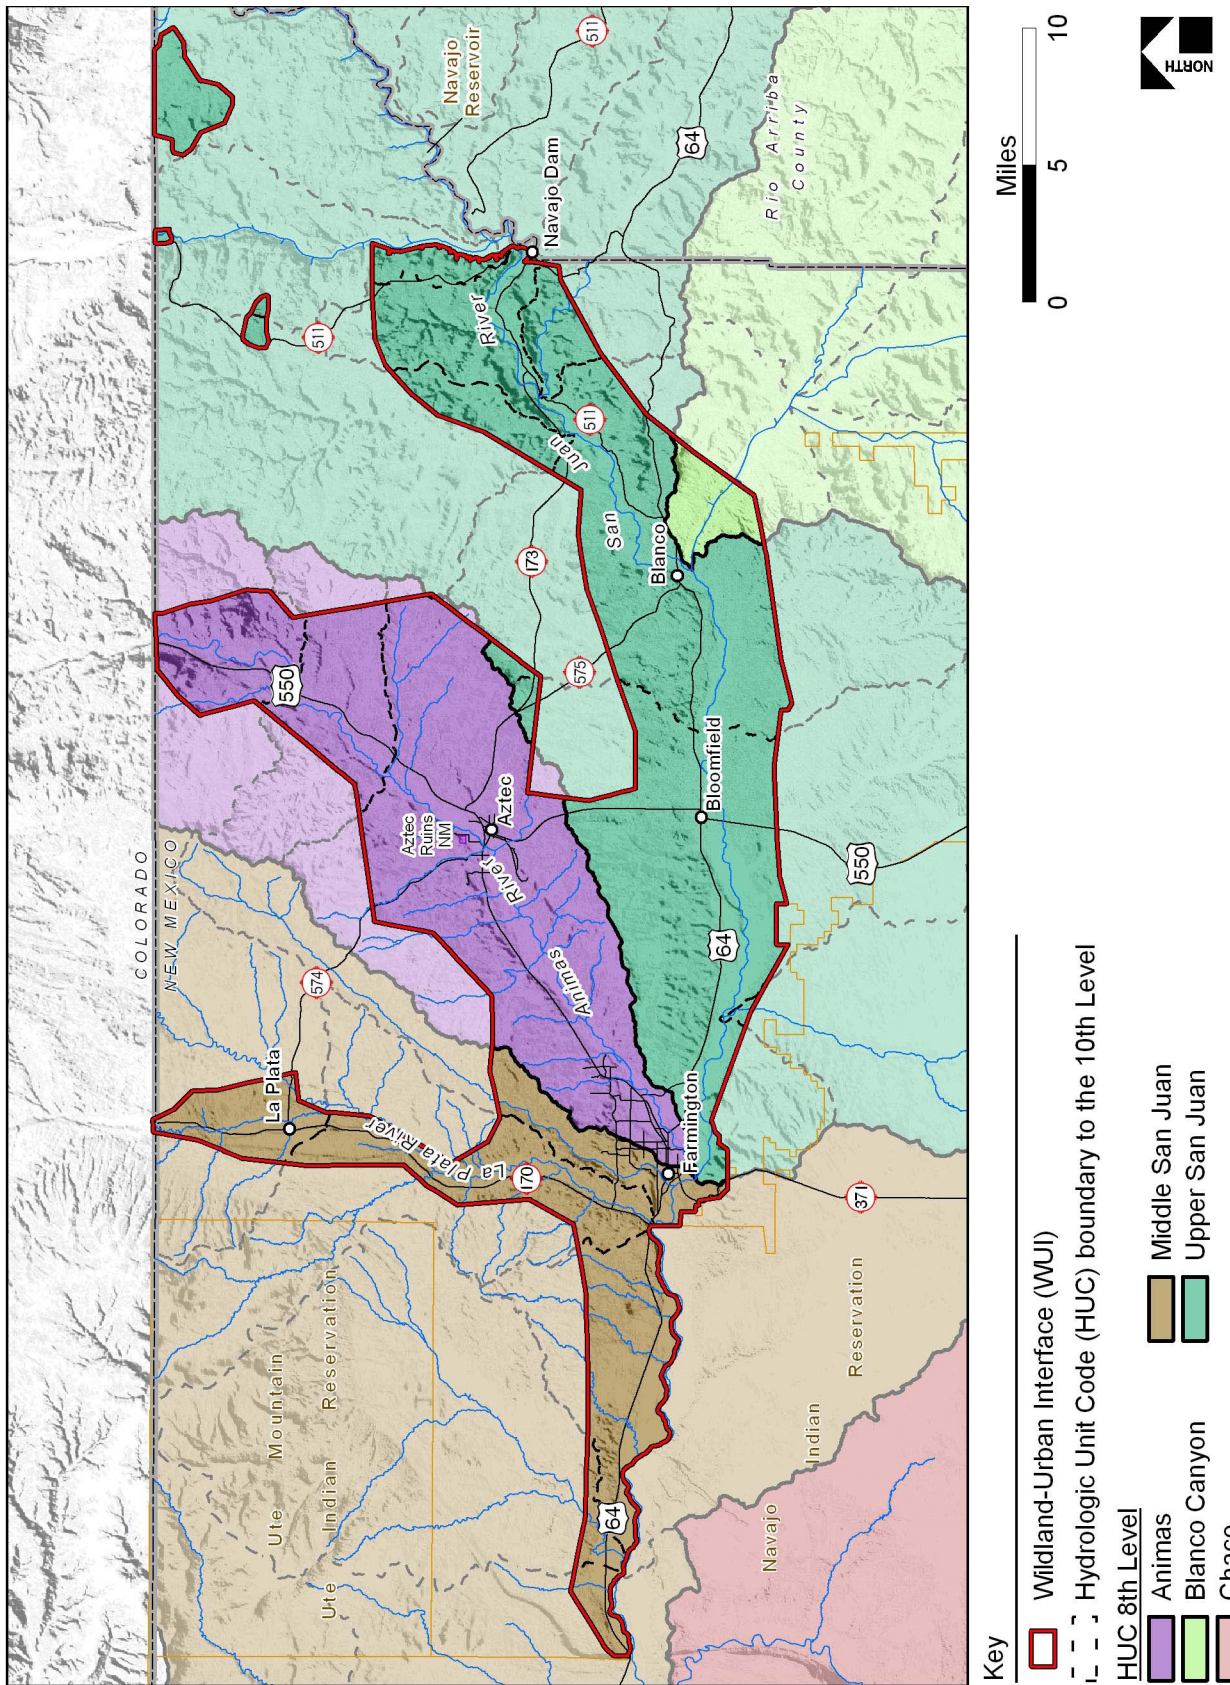 COLORADO
NEW MEXICO
Ute Mountain
Ute Indian Reservation
La Plata
574
550
511
511
Navajo
Reservoir
La
Plata River
170
Aztec
Ruins
NM
Aztec
Animas
River
173
575
San
Juan
River
511
Navajo Dam
64
64
Farmington
64
Bloomfield
Blanco
Rio Arriba
County
550
371
Navajo
Indian
Reservation
Key
Wildland-Urban Interface (WUI)
Hydrologic Unit Code (HUC) boundary to the 10th Level
HUC 8th Level
Animas
Blanco Canyon
Chaco
Middle San Juan
Upper San Juan
Miles
0
5
10
NORTH